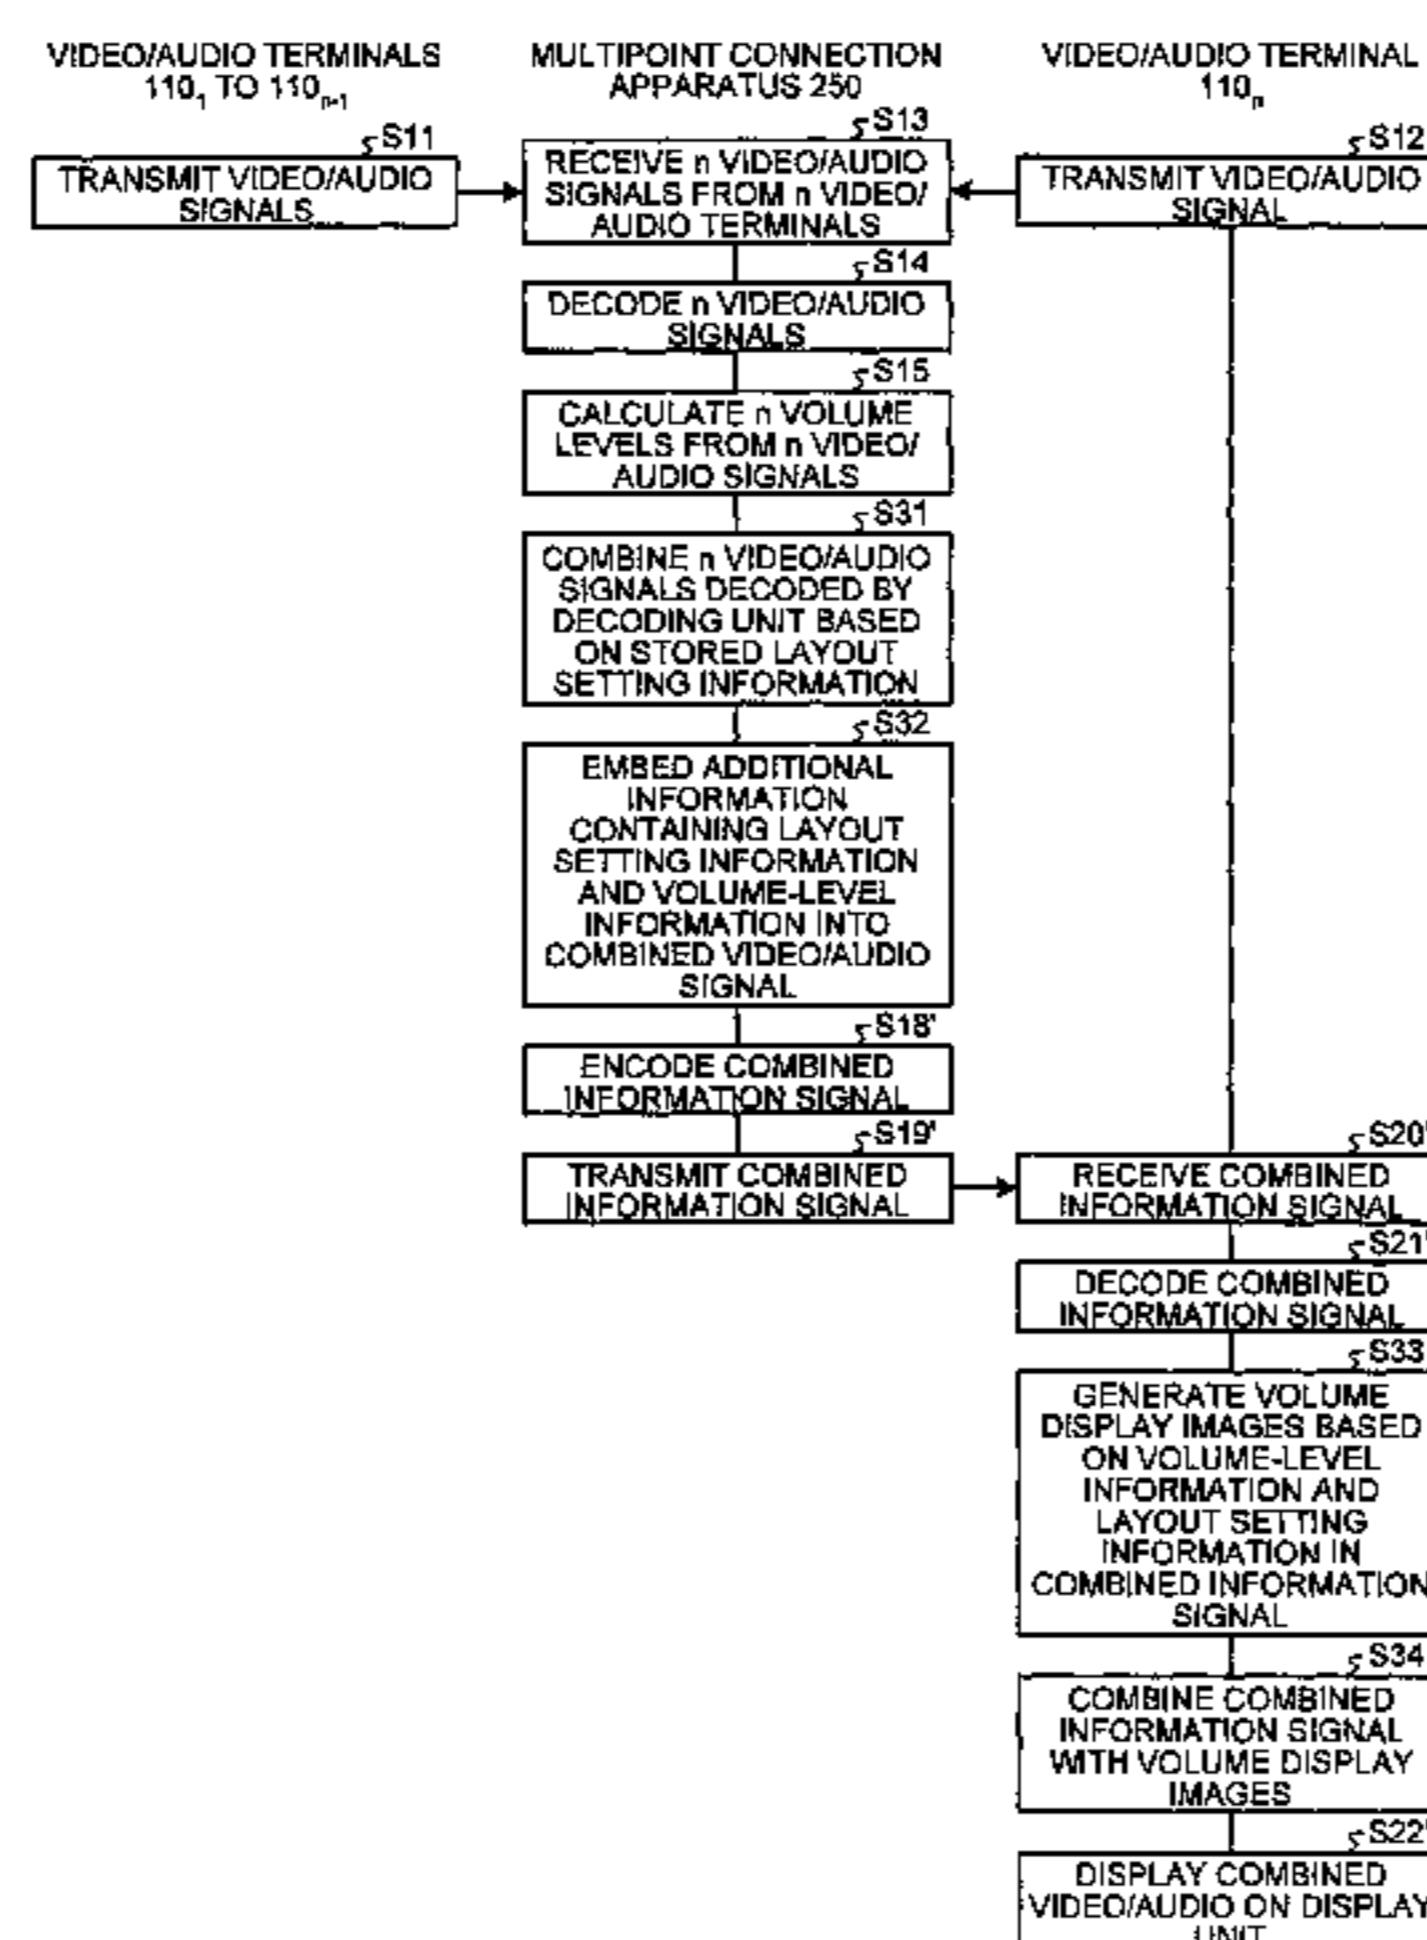 VIDEO/AUDIO TERMINALS
110₁ TO 110ₙ₋₁
S11
TRANSMIT VIDEO/AUDIO
SIGNALS
MULTIPOINT CONNECTION
APPARATUS 250
S13
RECEIVE n VIDEO/AUDIO
SIGNALS FROM n VIDEO/
AUDIO TERMINALS
VIDEO/AUDIO TERMINAL
110ₙ
S12
TRANSMIT VIDEO/AUDIO
SIGNAL
S14
DECODE n VIDEO/AUDIO
SIGNALS
S15
CALCULATE n VOLUME
LEVELS FROM n VIDEO/
AUDIO SIGNALS
S31
COMBINE n VIDEO/AUDIO
SIGNALS DECODED BY
DECODING UNIT BASED
ON STORED LAYOUT
SETTING INFORMATION
S32
EMBED ADDITIONAL
INFORMATION
CONTAINING LAYOUT
SETTING INFORMATION
AND VOLUME-LEVEL
INFORMATION INTO
COMBINED VIDEO/AUDIO
SIGNAL
S18'
ENCODE COMBINED
INFORMATION SIGNAL
S19'
TRANSMIT COMBINED
INFORMATION SIGNAL
S20'
RECEIVE COMBINED
INFORMATION SIGNAL
S21'
DECODE COMBINED
INFORMATION SIGNAL
S33
GENERATE VOLUME
DISPLAY IMAGES BASED
ON VOLUME-LEVEL
INFORMATION AND
LAYOUT SETTING
INFORMATION IN
COMBINED INFORMATION
SIGNAL
S34
COMBINE COMBINED
INFORMATION SIGNAL
WITH VOLUME DISPLAY
IMAGES
S22'
DISPLAY COMBINED
VIDEO/AUDIO ON DISPLAY
UNIT